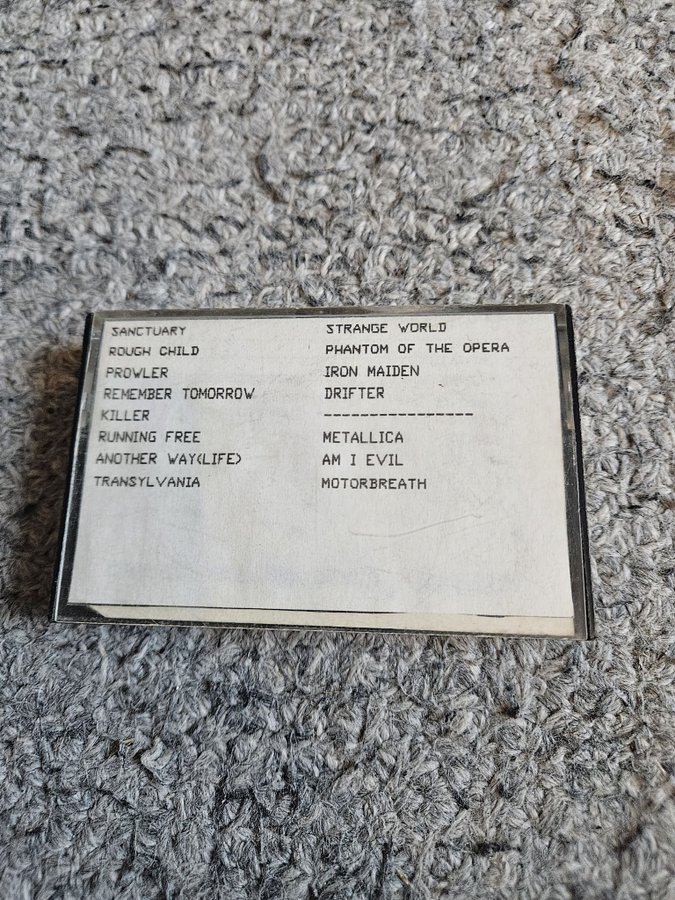 SANCTUARY
ROUGH CHILD
PROWLER
REMEMBER TOMORROW
KILLER
RUNNING FREE
ANOTHER WAY(LIFE)
TRANSYLVANIA
STRANGE WORLD
PHANTOM OF THE OPERA
IRON MAIDEN
DRIFTER
----------------
METALLICA
AM I EVIL
MOTORBREATH